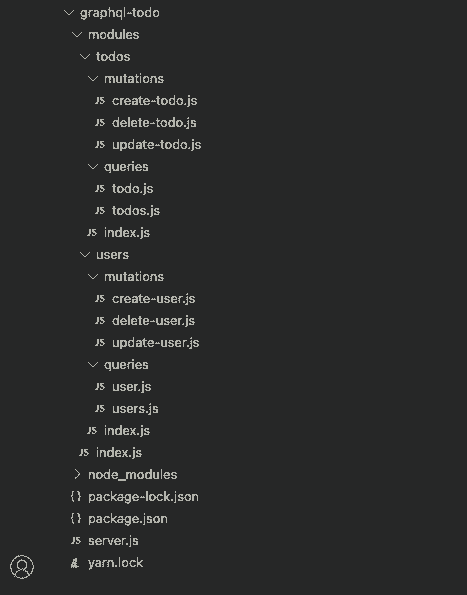 graphql-todo
modules
todos
mutations
JS create-todo.js
JS delete-todo.js
JS update-todo.js
queries
JS todo.js
JS todos.js
JS index.js
users
mutations
JS create-user.js
JS delete-user.js
JS update-user.js
queries
JS user.js
JS users.js
JS index.js
JS index.js
node_modules
{} package-lock.json
{} package.json
JS server.js
yarn.lock